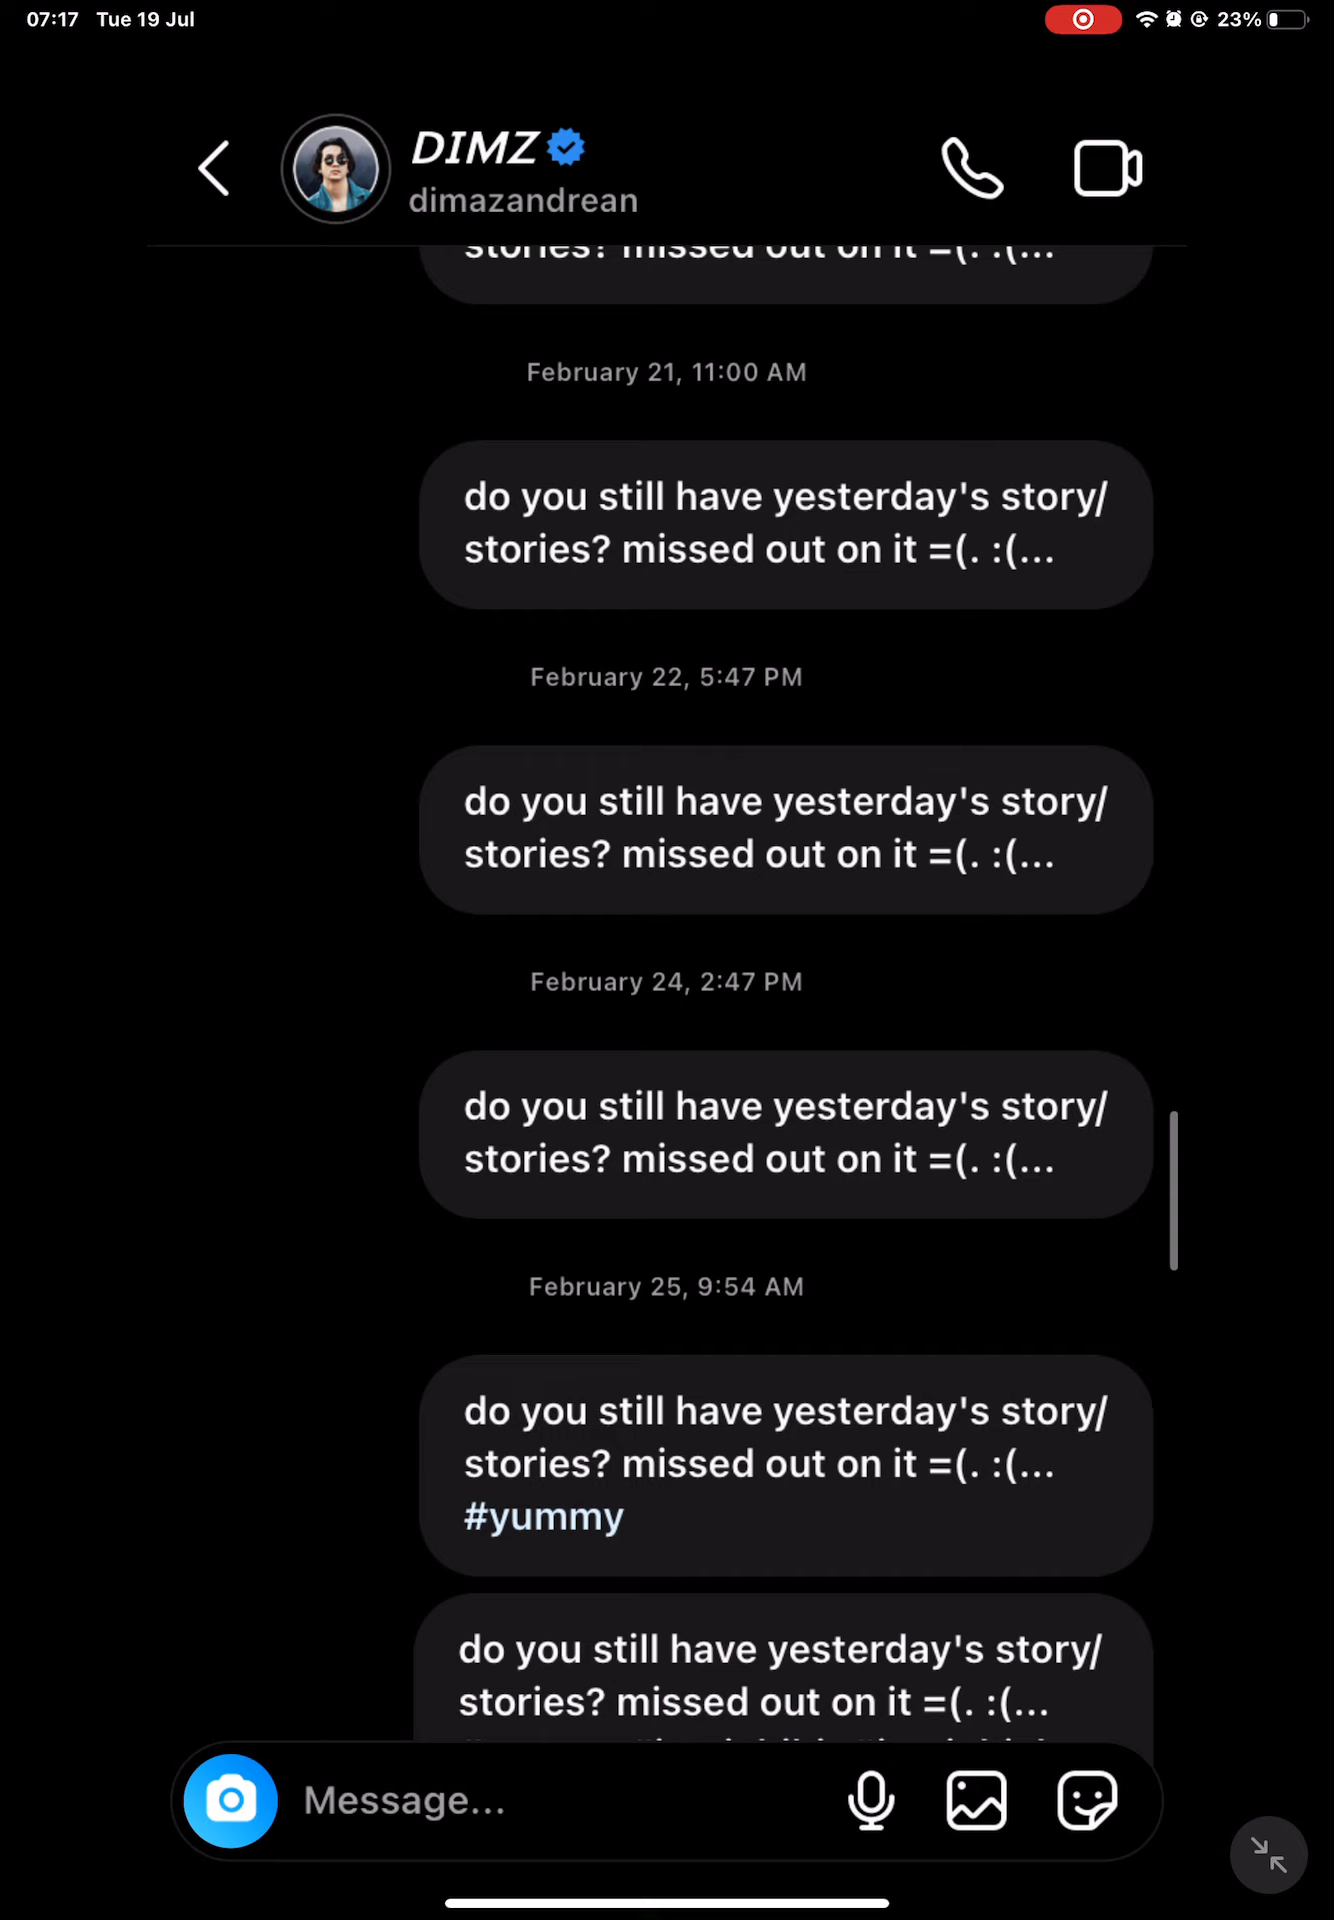 07:17 Tue 19 Jul
23%
DIMZ
dimazandrean
stories? missed out on it =(. :(...
February 21, 11:00 AM
do you still have yesterday's story/
stories? missed out on it =(. :(...
February 22, 5:47 PM
do you still have yesterday's story/
stories? missed out on it =(. :(...
February 24, 2:47 PM
do you still have yesterday's story/
stories? missed out on it =(. :(...
February 25, 9:54 AM
do you still have yesterday's story/
stories? missed out on it =(. :(...
#yummy
do you still have yesterday's story/
stories? missed out on it =(. :(...
Message...